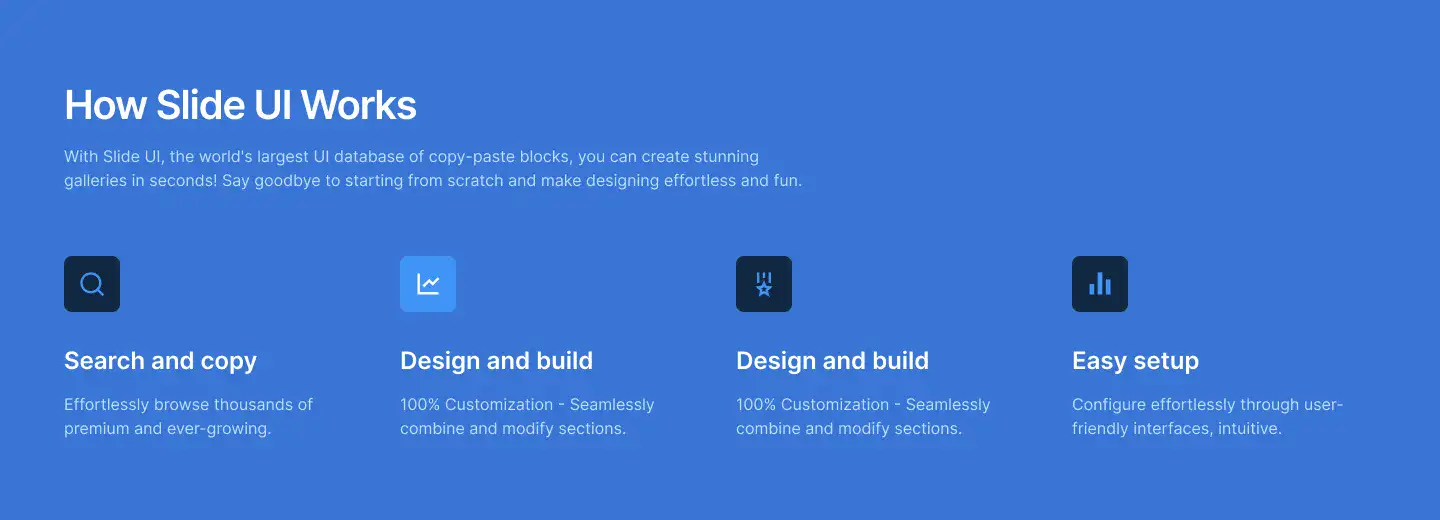 How Slide UI Works
With Slide UI, the world's largest UI database of copy-paste blocks, you can create stunning
galleries in seconds! Say goodbye to starting from scratch and make designing effortless and fun.
Search and copy
Effortlessly browse thousands of
premium and ever-growing.
Design and build
100% Customization - Seamlessly
combine and modify sections.
Design and build
100% Customization - Seamlessly
combine and modify sections.
Easy setup
Configure effortlessly through user-
friendly interfaces, intuitive.